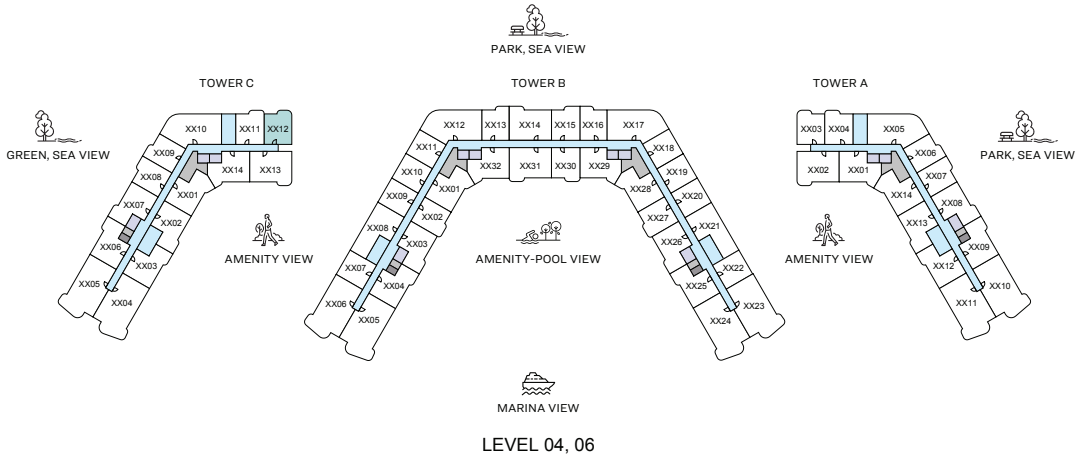 PARK, SEA VIEW
TOWER C
TOWER B
TOWER A
XX10
XX11
XX12
XX09
XX08
XX07
XX06
XX05
XX04
XX03
XX02
XX01
XX14
XX13
GREEN, SEA VIEW
AMENITY VIEW
XX12
XX13
XX14
XX15
XX16
XX17
XX11
XX10
XX09
XX08
XX07
XX06
XX05
XX04
XX03
XX02
XX01
XX32
XX31
XX30
XX29
XX28
XX27
XX26
XX25
XX24
XX23
XX22
XX21
XX20
XX19
XX18
AMENITY-POOL VIEW
AMENITY VIEW
XX03
XX04
XX05
XX02
XX01
XX06
XX07
XX08
XX09
XX10
XX11
XX12
XX13
XX14
PARK, SEA VIEW
MARINA VIEW
LEVEL 04, 06